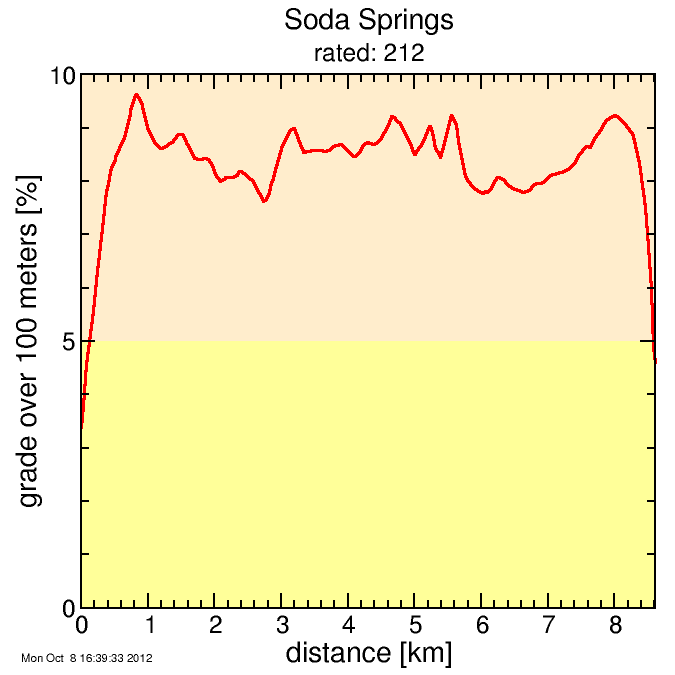 Soda Springs
rated: 212
10
5
0
grade over 100 meters [%]
0 1 2 3 4 5 6 7 8
distance [km]
Mon Oct 8 16:39:33 2012